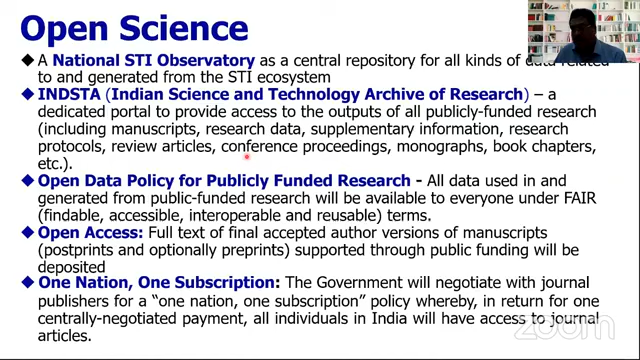 Open Science
A National STI Observatory as a central repository for all kinds of data related
to and generated from the STI ecosystem
INDSTA (Indian Science and Technology Archive of Research) – a
dedicated portal to provide access to the outputs of all publicly-funded research
(including manuscripts, research data, supplementary information, research
protocols, review articles, conference proceedings, monographs, book chapters,
etc.).
Open Data Policy for Publicly Funded Research - All data used in and
generated from public-funded research will be available to everyone under FAIR
(findable, accessible, interoperable and reusable) terms.
Open Access: Full text of final accepted author versions of manuscripts
(postprints and optionally preprints) supported through public funding will be
deposited
One Nation, One Subscription: The Government will negotiate with journal
publishers for a “one nation, one subscription” policy whereby, in return for one
centrally-negotiated payment, all individuals in India will have access to journal
articles.
zoom